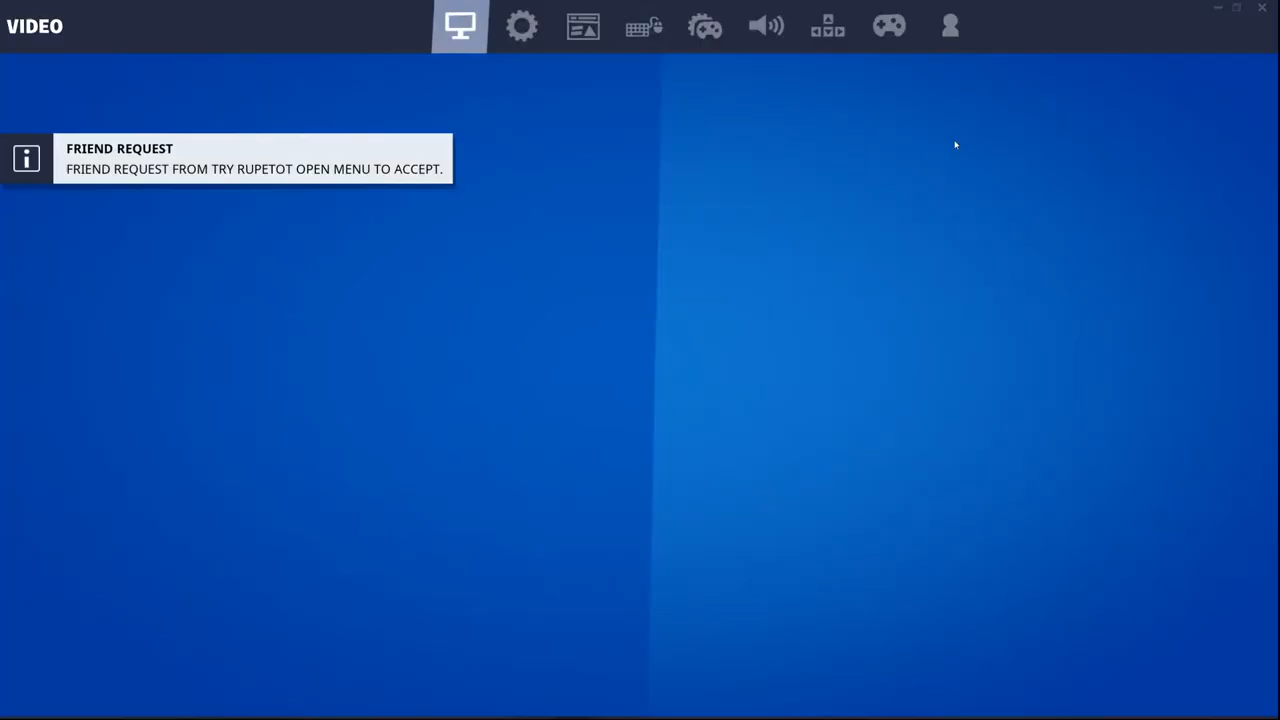 VIDEO
FRIEND REQUEST
FRIEND REQUEST FROM TRY RUPETOT OPEN MENU TO ACCEPT.